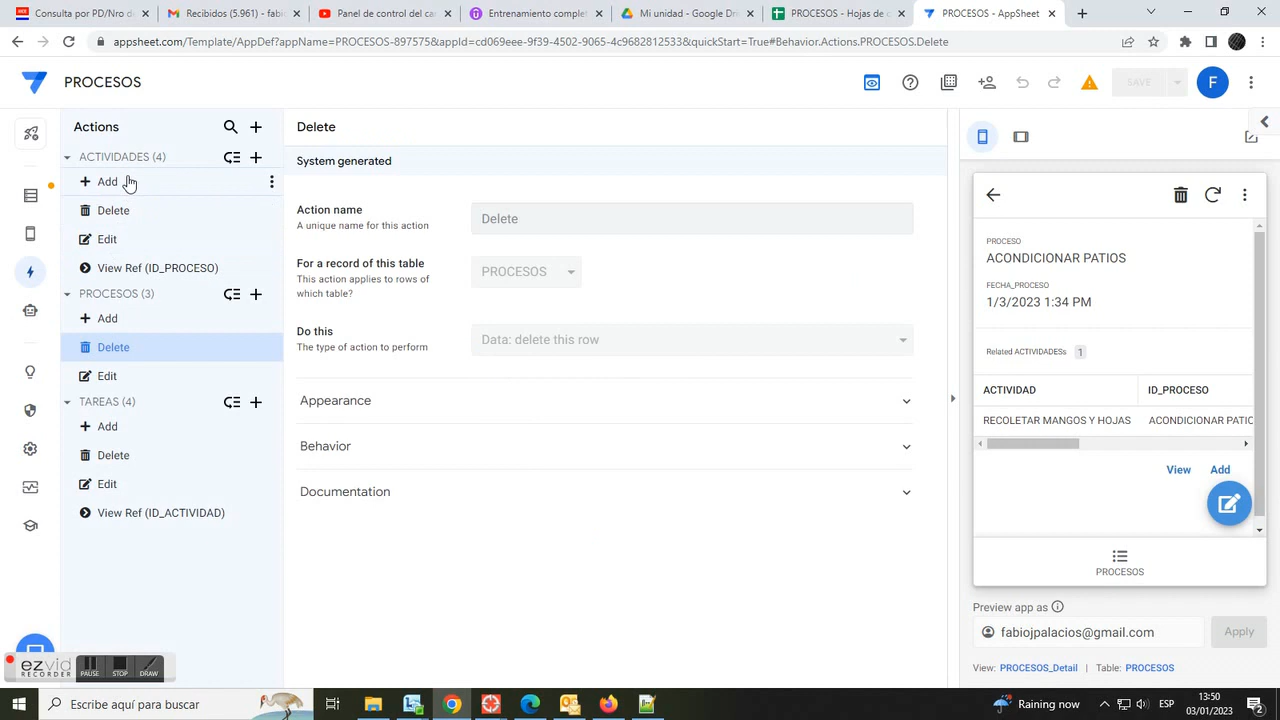 Consulta por PD/Nro d
Recibidos (5.961) - fabi
Panel de control del ca
Entrenamiento comple
Mi unidad - Google Dr
PROCESOS - Hojas de
PROCESOS - AppSheet
appsheet.com/Template/AppDef?appName=PROCESOS-897575&appId=cd069eee-9f39-4502-9065-4c9682812533&quickStart=True#Behavior.Actions.PROCESOS.Delete
PROCESOS
SAVE
F
Actions
ACTIVIDADES (4)
Add
Delete
Edit
View Ref (ID_PROCESO)
PROCESOS (3)
Add
Delete
Edit
TAREAS (4)
Add
Delete
Edit
View Ref (ID_ACTIVIDAD)
Delete
System generated
Action name
A unique name for this action
Delete
For a record of this table
This action applies to rows of
which table?
PROCESOS
Do this
The type of action to perform
Data: delete this row
Appearance
Behavior
Documentation
PROCESO
ACONDICIONAR PATIOS
FECHA_PROCESO
1/3/2023 1:34 PM
Related ACTIVIDADESs 1
ACTIVIDAD ID_PROCESO
RECOLETAR MANGOS Y HOJAS ACONDICIONAR PATIC
View Add
PROCESOS
Preview app as
fabiojpalacios@gmail.com
Apply
View: PROCESOS_Detail | Table: PROCESOS
ezvid
RECORDER
PAUSE STOP DRAW
Escribe aquí para buscar
Raining now
ESP
13:50
03/01/2023
2